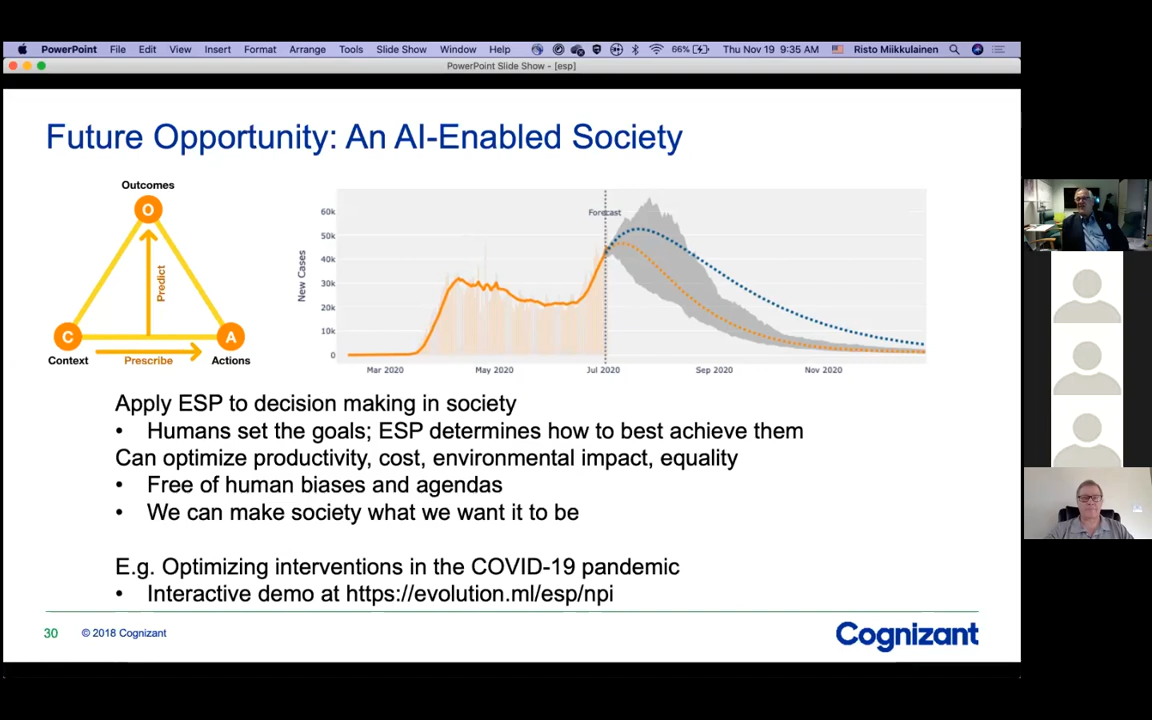 PowerPoint File Edit View Insert Format Arrange Tools Slide Show Window Help 66% Thu Nov 19 9:35 AM Risto Miikkulainen
PowerPoint Slide Show - [esp]
Future Opportunity: An AI-Enabled Society
Outcomes
O
Predict
C
A
Context
Prescribe
Actions
New Cases
60k
50k
40k
30k
20k
10k
0
Forecast
Mar 2020
May 2020
Jul 2020
Sep 2020
Nov 2020
Apply ESP to decision making in society
• Humans set the goals; ESP determines how to best achieve them
Can optimize productivity, cost, environmental impact, equality
• Free of human biases and agendas
• We can make society what we want it to be
E.g. Optimizing interventions in the COVID-19 pandemic
• Interactive demo at https://evolution.ml/esp/npi
30 © 2018 Cognizant
Cognizant